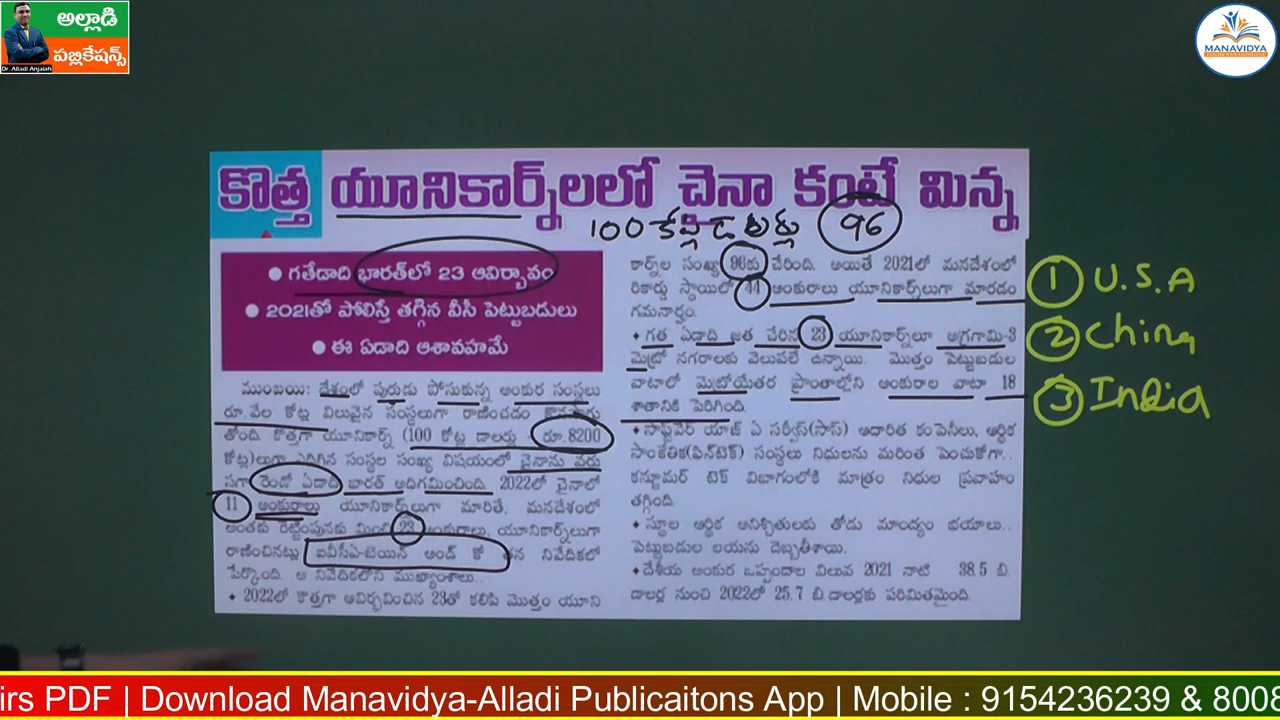 అల్లాడి
పబ్లికేషన్స్
Dr. Alladi Anjaiah
MANAVIDYA
కొత్త యూనికార్న్‌లలో చైనా కంటే మిన్న
100 కోట్ల డాలర్లు 96
• గతేడాది భారత్‌లో 23 ఆవిర్భావం
• 2021తో పోలిస్తే తగ్గిన వీసీ పెట్టుబడులు
• ఈ ఏడాది ఆశావహమే
ముంబయి: దేశంలో పురుడు పోసుకున్న అంకుర సంస్థలు
రూ.వేల కోట్ల విలువైన సంస్థలుగా రాణించడం కొనసాగు
తోంది. కొత్తగా యూనికార్న్ (100 కోట్ల డాలర్లు - రూ.8200
కోట్ల)లుగా ఎదిగిన సంస్థల సంఖ్య విషయంలో చైనాను వరు
సగా రెండో ఏడాది భారత్ అధిగమించింది. 2022లో చైనాలో
11 అంకురాలు యూనికార్న్‌లుగా మారితే, మనదేశంలో
అంతకు రెట్టింపునకు మించి 23 అంకురాలు యూనికార్న్‌లుగా
రాణించినట్లు ఐవీసీఏ-బెయిన్ అండ్ కో తన నివేదికలో
పేర్కొంది. ఆ నివేదికలోని ముఖ్యాంశాలు..
♦ 2022లో కొత్తగా ఆవిర్భవించిన 23తో కలిపి మొత్తం యూని
కార్న్‌ల సంఖ్య 96కు చేరింది. అయితే 2021లో మనదేశంలో
రికార్డు స్థాయిలో 44 అంకురాలు యూనికార్న్‌లుగా మారడం
గమనార్హం.
♦ గత ఏడాది జత చేరిన 23 యూనికార్న్‌లూ అగ్రగామి-3
మెట్రో నగరాలకు వెలుపలే ఉన్నాయి. మొత్తం పెట్టుబడుల
వాటాలో మెట్రోయేతర ప్రాంతాల్లోని అంకురాల వాటా 18
శాతానికి పెరిగింది.
♦ సాఫ్ట్‌వేర్ యాజ్ ఏ సర్వీస్(సాస్) ఆధారిత కంపెనీలు, ఆర్థిక
సాంకేతిక(ఫిన్‌టెక్) సంస్థలు నిధులను మరింత పెంచుకోగా..
కన్జూమర్ టెక్ విభాగంలోకి మాత్రం నిధుల ప్రవాహం
తగ్గింది.
♦ స్థూల ఆర్థిక అనిశ్చితులకు తోడు మాంద్యం భయాలు..
పెట్టుబడుల లయను దెబ్బతీశాయి.
♦ దేశీయ అంకుర ఒప్పందాల విలువ 2021 నాటి 38.5 బి.
డాలర్ల నుంచి 2022లో 25.7 బి.డాలర్లకు పరిమితమైంది.
① U.S.A
② China
③ India
irs PDF | Download Manavidya-Alladi Publicaitons App | Mobile : 9154236239 & 8008